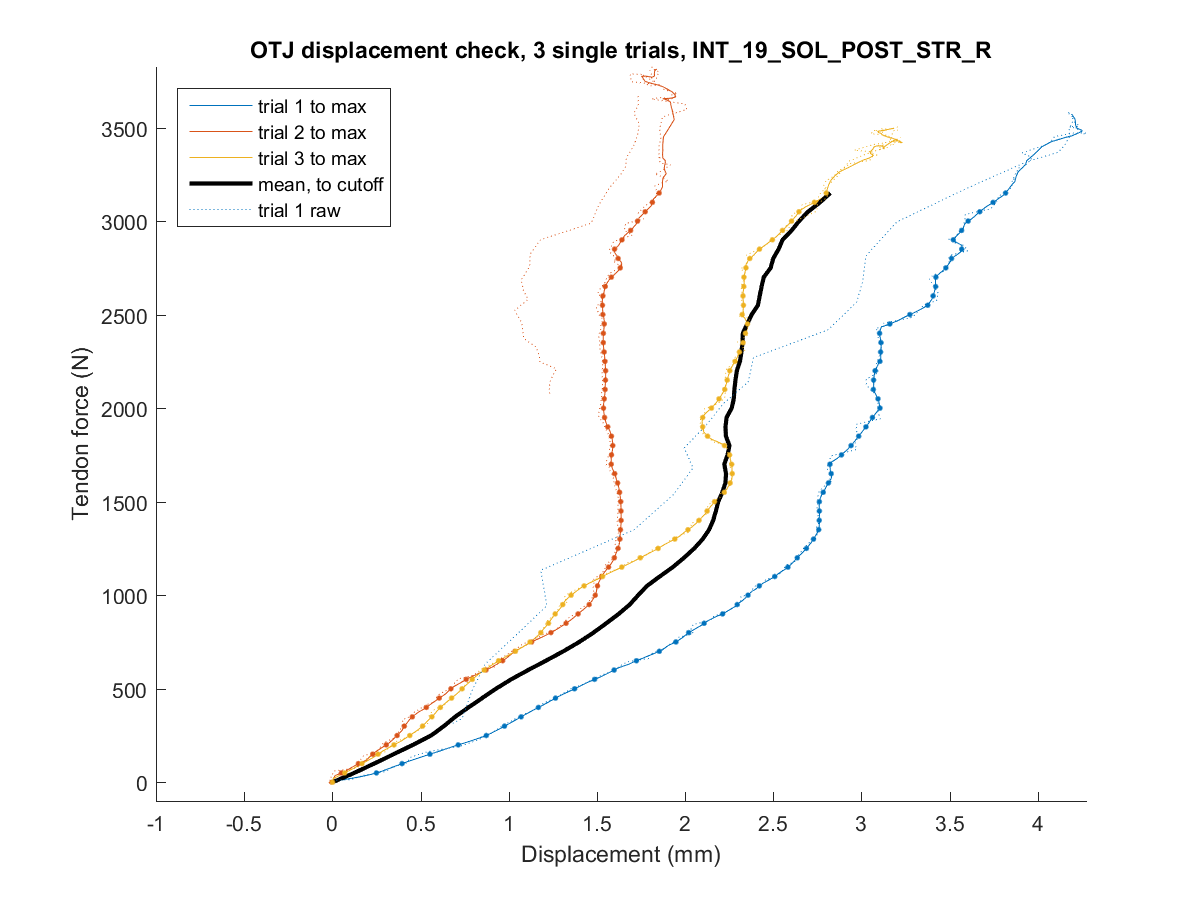 OTJ displacement check, 3 single trials, INT_19_SOL_POST_STR_R
trial 1 to max
trial 2 to max
trial 3 to max
mean, to cutoff
trial 1 raw
Tendon force (N)
3500
3000
2500
2000
1500
1000
500
0
-1 -0.5 0 0.5 1 1.5 2 2.5 3 3.5 4
Displacement (mm)